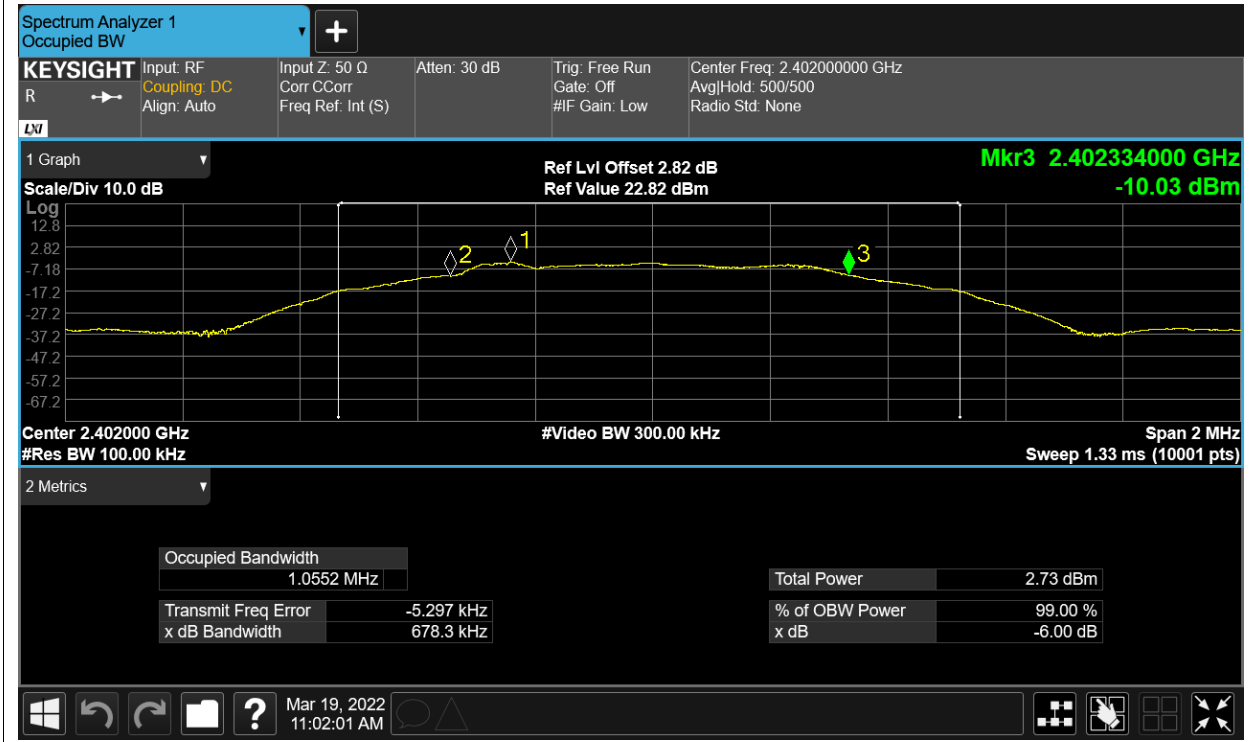 Spectrum Analyzer 1
Occupied BW
KEYSIGHT Input: RF Input Z: 50 Ω Atten: 30 dB Trig: Free Run Center Freq: 2.402000000 GHz
R Coupling: DC Corr CCorr Gate: Off Avg|Hold: 500/500
Align: Auto Freq Ref: Int (S) #IF Gain: Low Radio Std: None
LXI
1 Graph Ref Lvl Offset 2.82 dB Mkr3 2.402334000 GHz
Scale/Div 10.0 dB Ref Value 22.82 dBm -10.03 dBm
Log
12.8
2.82
-7.18
-17.2
-27.2
-37.2
-47.2
-57.2
-67.2
2
1
3
Center 2.402000 GHz #Video BW 300.00 kHz Span 2 MHz
#Res BW 100.00 kHz Sweep 1.33 ms (10001 pts)
2 Metrics
Occupied Bandwidth
1.0552 MHz Total Power 2.73 dBm
Transmit Freq Error -5.297 kHz % of OBW Power 99.00 %
x dB Bandwidth 678.3 kHz x dB -6.00 dB
? Mar 19, 2022
11:02:01 AM